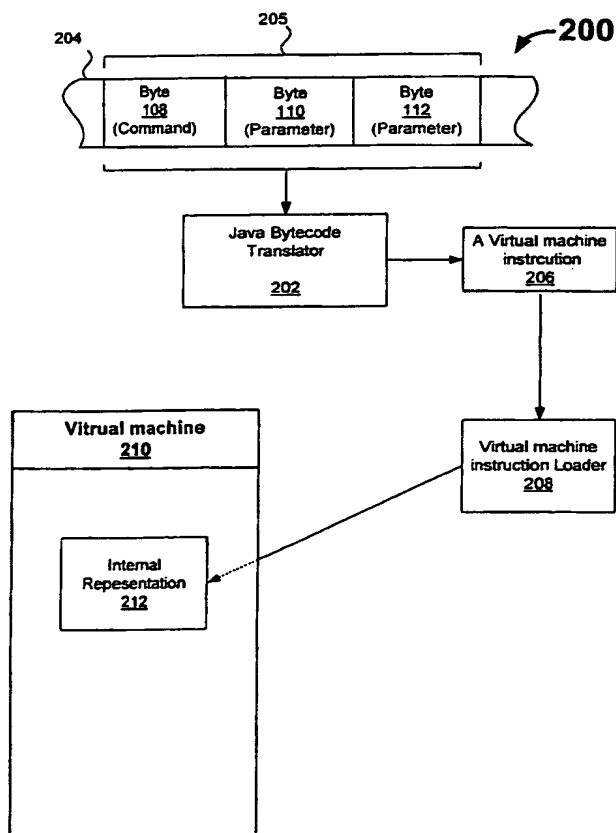 205
200
204
Byte
108
(Command)
Byte
110
(Parameter)
Byte
112
(Parameter)
Java Bytecode
Translator
202
A Virtual machine
instrcution
206
Vitrual machine
210
Virtual machine
instruction Loader
208
Internal
Repesentation
212